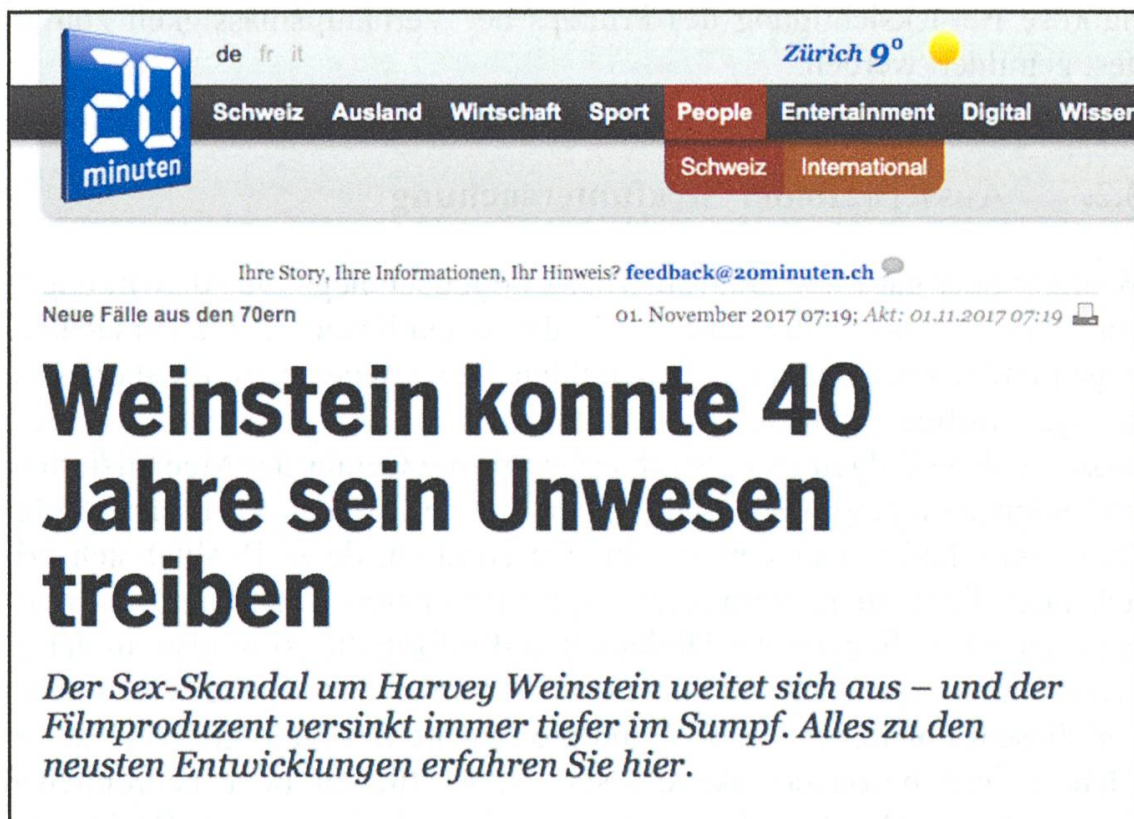 de fr it
Zürich 9°
20
minuten
Schweiz Ausland Wirtschaft Sport People Entertainment Digital Wissen
Schweiz International
Ihre Story, Ihre Informationen, Ihr Hinweis? feedback@20minuten.ch
Neue Fälle aus den 70ern
01. November 2017 07:19; Akt: 01.11.2017 07:19
Weinstein konnte 40
Jahre sein Unwesen
treiben
Der Sex-Skandal um Harvey Weinstein weitet sich aus – und der
Filmproduzent versinkt immer tiefer im Sumpf. Alles zu den
neusten Entwicklungen erfahren Sie hier.